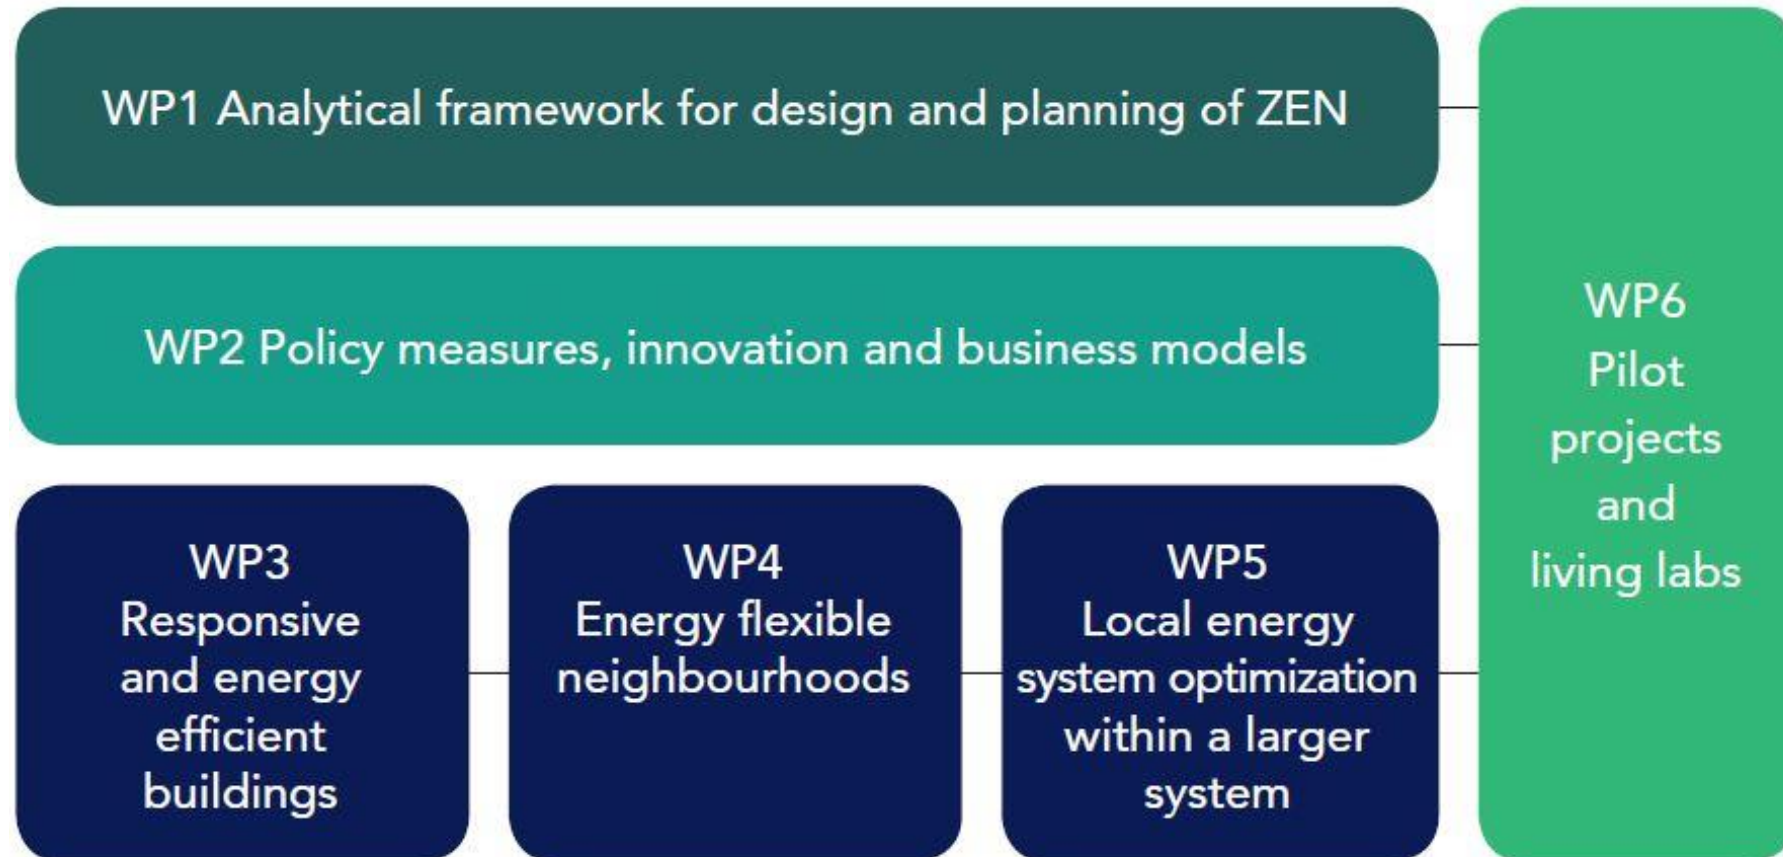 WP1 Analytical framework for design and planning of ZEN
WP2 Policy measures, innovation and business models
WP3
Responsive
and energy
efficient
buildings
WP4
Energy flexible
neighbourhoods
WP5
Local energy
system optimization
within a larger
system
WP6
Pilot
projects
and
living labs